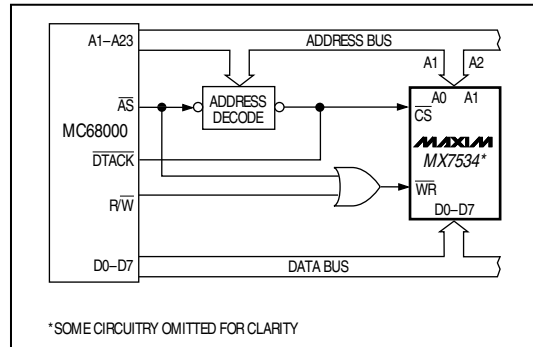 A1–A23
ADDRESS BUS
A1 A2
AS
ADDRESS
DECODE
A0 A1
CS
MC68000
MAXIM
MX7534*
DTACK
WR
R/W
D0–D7
D0–D7
DATA BUS
*SOME CIRCUITRY OMITTED FOR CLARITY